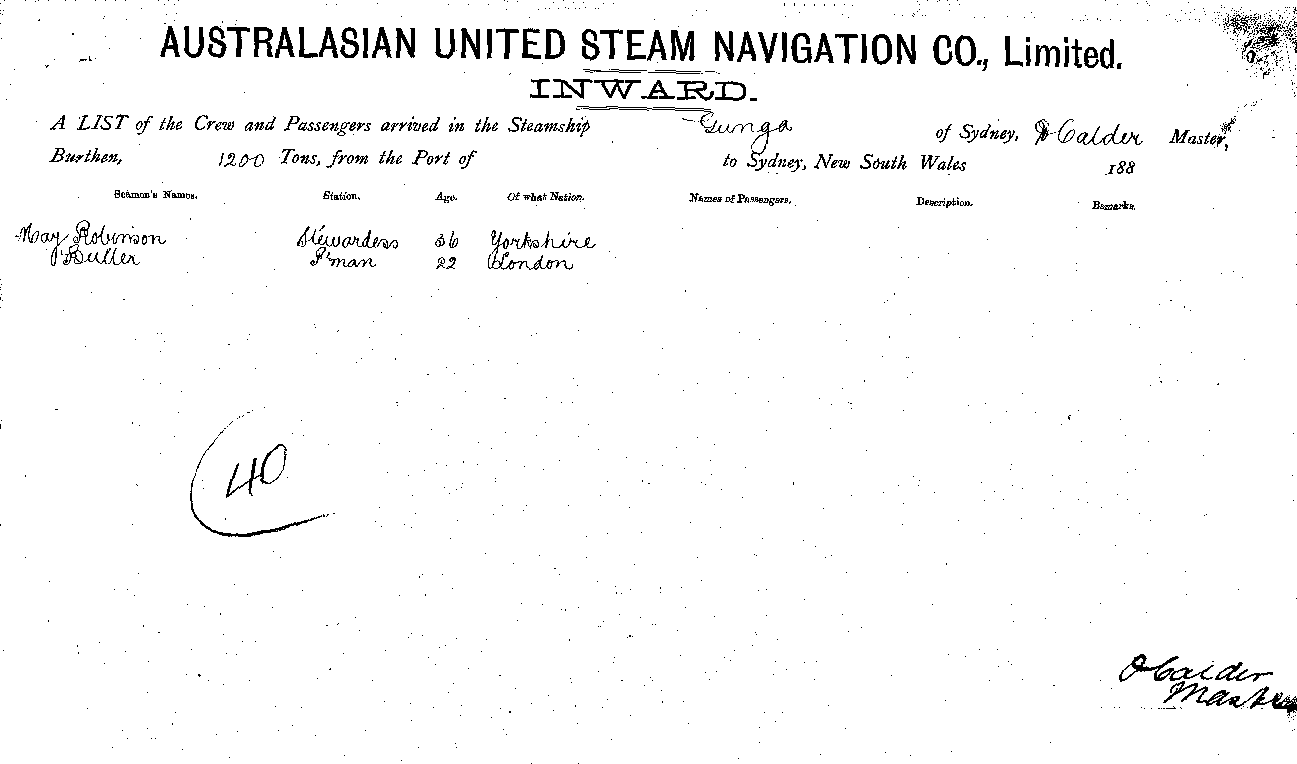 AUSTRALASIAN UNITED STEAM NAVIGATION CO., Limited.
INWARD.
A LIST of the Crew and Passengers arrived in the Steamship Gunga of Sydney, Calder Master,
Burthen, 1200 Tons, from the Port of to Sydney, New South Wales 188
Seamen's Names. Station. Age. Of what Nation. Names of Passengers. Description. Remarks.
May Robinson Stewardess 36 Yorkshire
Butler P'man 22 London
40
Calder
Master